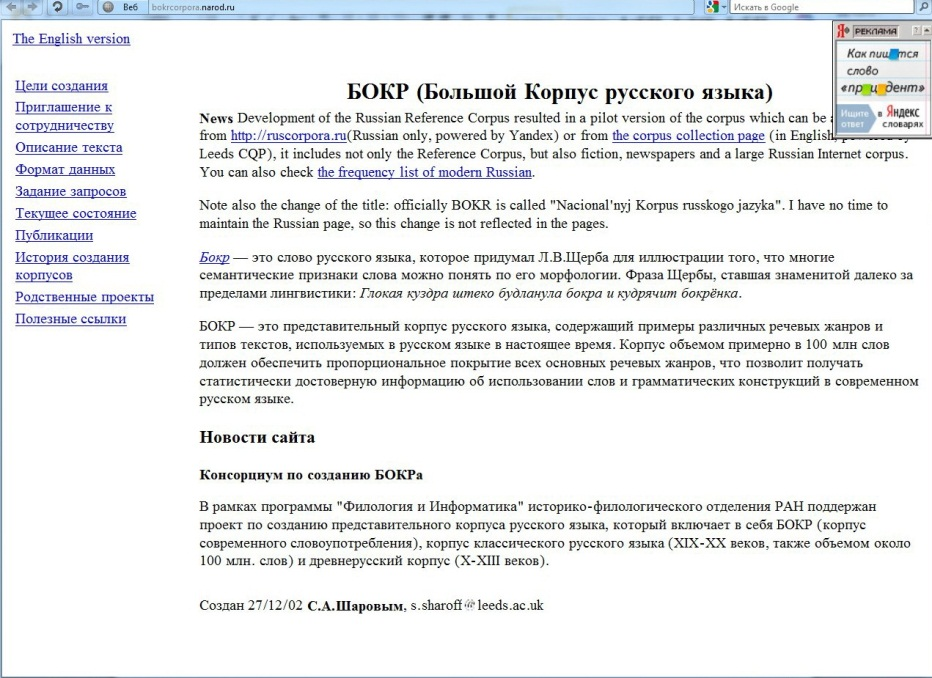 Веб
bokrcorpora.narod.ru
Искать в Google
The English version
РЕКЛАМА
Как пишется
слово
Ищите
ответ
в Яндекс
словарях
Цели создания
Приглашение к
сотрудничеству
Описание текста
Формат данных
Задание запросов
Текущее состояние
Публикации
История создания
корпусов
Родственные проекты
Полезные ссылки
БОКР (Большой Корпус русского языка)
News Development of the Russian Reference Corpus resulted in a pilot version of the corpus which can be
from http://ruscorpora.ru(Russian only, powered by Yandex) or from the corpus collection page (in English, powered by
Leeds CQP), it includes not only the Reference Corpus, but also fiction, newspapers and a large Russian Internet corpus.
You can also check the frequency list of modern Russian.
Note also the change of the title: officially BOKR is called "Nacional'nyj Korpus russkogo jazyka". I have no time to
maintain the Russian page, so this change is not reflected in the pages.
Бокр — это слово русского языка, которое придумал Л.В.Щерба для иллюстрации того, что многие
семантические признаки слова можно понять по его морфологии. Фраза Щербы, ставшая знаменитой далеко за
пределами лингвистики: Глокая куздра штеко будланула бокра и кудрячит бокрёнка.
БОКР — это представительный корпус русского языка, содержащий примеры различных речевых жанров и
типов текстов, используемых в русском языке в настоящее время. Корпус объемом примерно в 100 млн слов
должен обеспечить пропорциональное покрытие всех основных речевых жанров, что позволит получать
статистически достоверную информацию об использовании слов и грамматических конструкций в современном
русском языке.
Новости сайта
Консорциум по созданию БОКРа
В рамках программы "Филология и Информатика" историко-филологического отделения РАН поддержан
проект по созданию представительного корпуса русского языка, который включает в себя БОКР (корпус
современного словоупотребления), корпус классического русского языка (XIX-XX веков, также объемом около
100 млн. слов) и древнерусский корпус (X-XIII веков).
Создан 27/12/02 С.А.Шаровым, s.sharoff@leeds.ac.uk